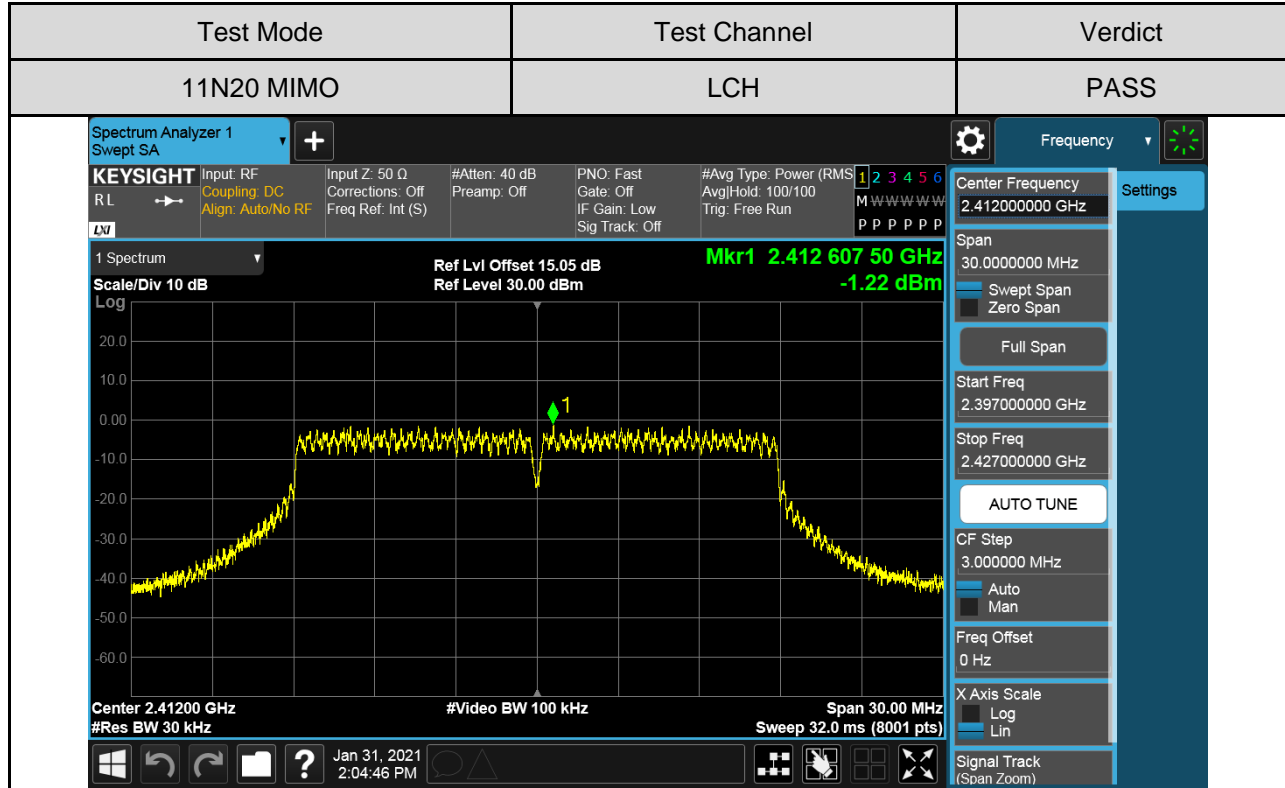 Test Mode Test Channel Verdict
11N20 MIMO LCH PASS
Spectrum Analyzer 1
Swept SA
+
Frequency
KEYSIGHT
R L
LXI
Input: RF
Coupling: DC
Align: Auto/No RF
Input Z: 50 Ω
Corrections: Off
Freq Ref: Int (S)
#Atten: 40 dB
Preamp: Off
PNO: Fast
Gate: Off
IF Gain: Low
Sig Track: Off
#Avg Type: Power (RMS
Avg|Hold: 100/100
Trig: Free Run
1 2 3 4 5 6
M W W W W W
P P P P P P
1 Spectrum
Scale/Div 10 dB
Ref Lvl Offset 15.05 dB
Ref Level 30.00 dBm
Mkr1 2.412 607 50 GHz
-1.22 dBm
Log
20.0
10.0
0.00
-10.0
-20.0
-30.0
-40.0
-50.0
-60.0
1
Center 2.41200 GHz
#Res BW 30 kHz
#Video BW 100 kHz
Span 30.00 MHz
Sweep 32.0 ms (8001 pts)
?
Jan 31, 2021
2:04:46 PM
Center Frequency
2.412000000 GHz
Settings
Span
30.0000000 MHz
Swept Span
Zero Span
Full Span
Start Freq
2.397000000 GHz
Stop Freq
2.427000000 GHz
AUTO TUNE
CF Step
3.000000 MHz
Auto
Man
Freq Offset
0 Hz
X Axis Scale
Log
Lin
Signal Track
(Span Zoom)